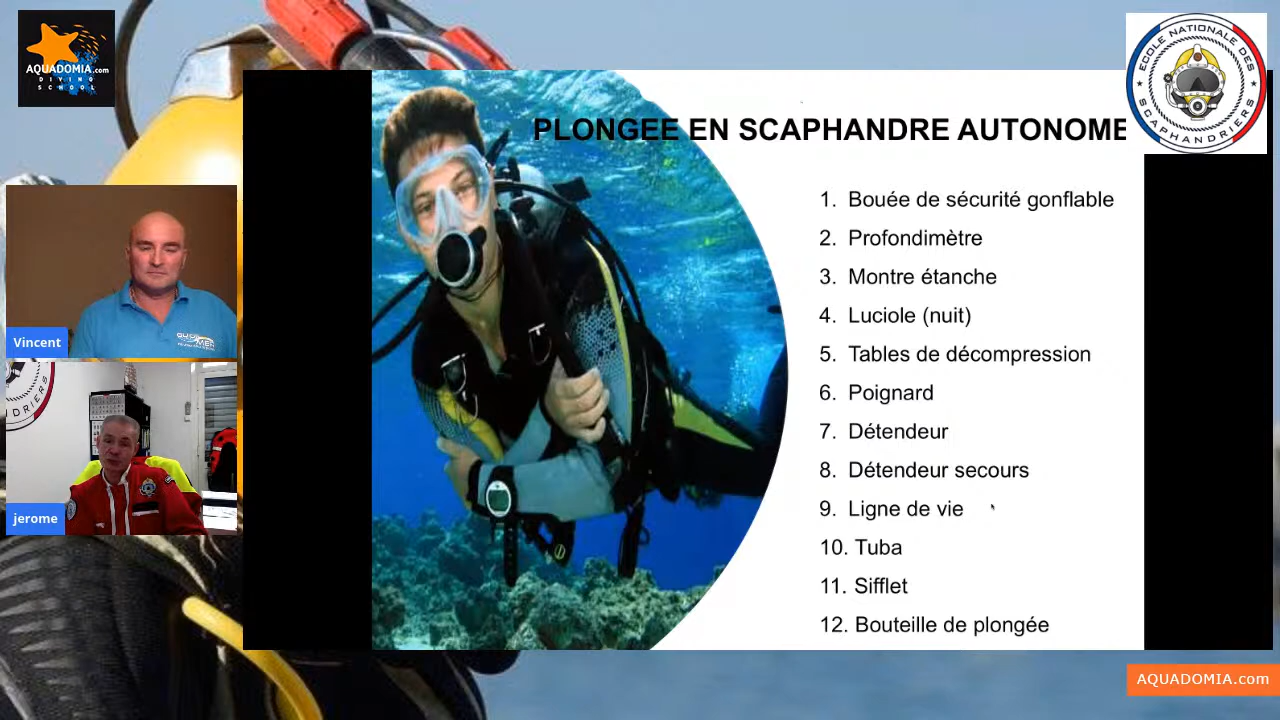 AQUADOMIA.com
DIVING
SCHOOL
ECOLE NATIONALE DES
SCAPHANDRIERS
PLONGEE EN SCAPHANDRE AUTONOME
1. Bouée de sécurité gonflable
2. Profondimètre
3. Montre étanche
4. Luciole (nuit)
5. Tables de décompression
6. Poignard
7. Détendeur
8. Détendeur secours
9. Ligne de vie
10. Tuba
11. Sifflet
12. Bouteille de plongée
Vincent
DRIERS
jerome
AQUADOMIA.com